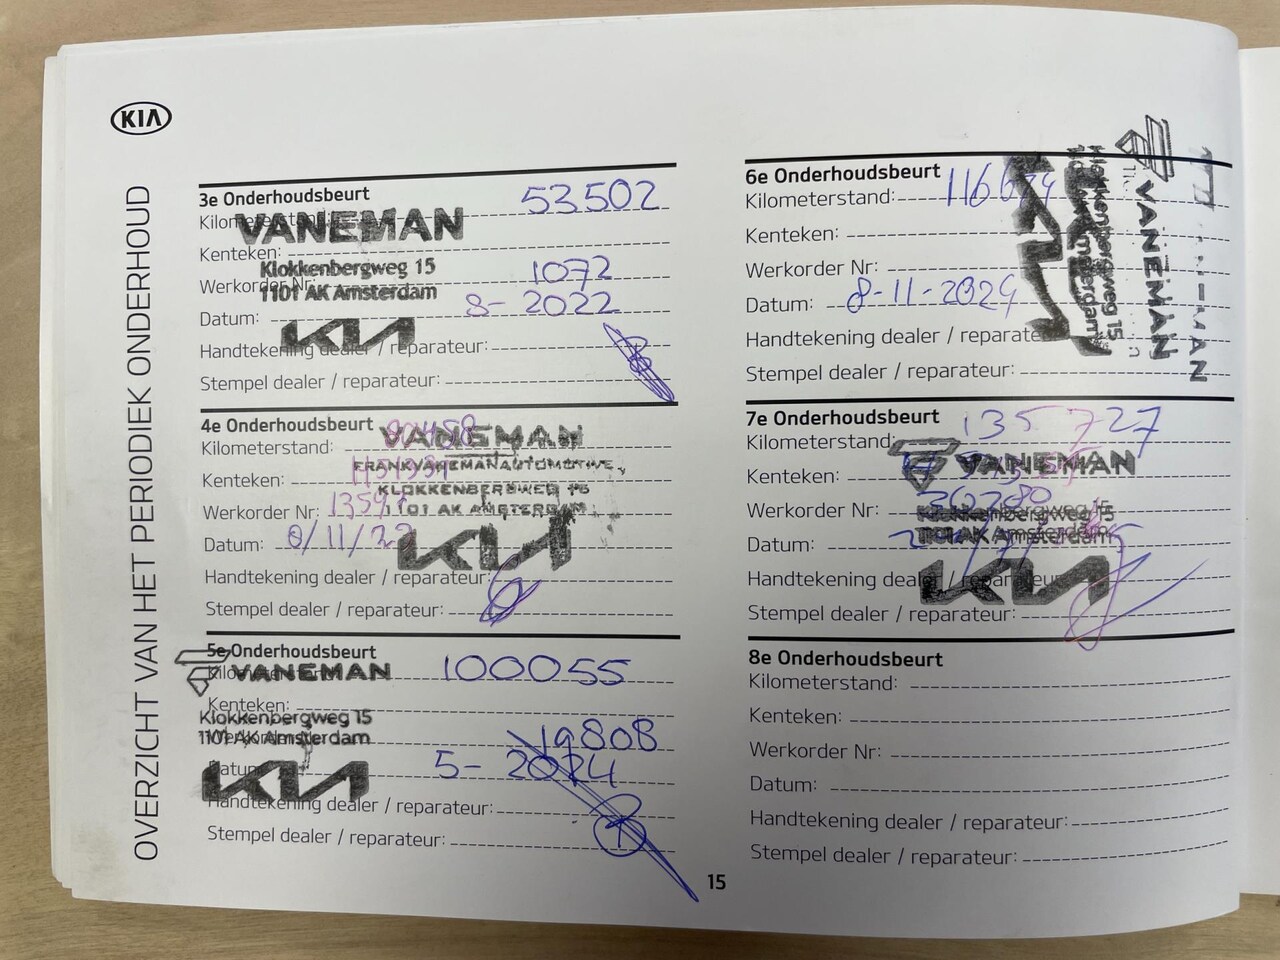 KIA
OVERZICHT VAN HET PERIODIEK ONDERHOUD
3e Onderhoudsbeurt
53502
VANEMAN
Kenteken:
Klokkenbergweg 15
1072
1101 AK Amsterdam
Datum: 8-2022
KIA
Handtekening dealer / reparateur:
Stempel dealer / reparateur:
4e Onderhoudsbeurt
VANEMAN
Kilometerstand:
FRANKVANEMANAUTOMOTIVE
Kenteken:
KLOKKENBERGWEG 15
Werkorder Nr:
1101 AK AMSTERDAM
Datum:
KIA
Handtekening dealer / reparateur:
Stempel dealer / reparateur:
5e Onderhoudsbeurt
VANEMAN
100055
Kenteken:
Klokkenbergweg 15
1101 AK Amsterdam
19808
Datum 5-2024
KIA
Handtekening dealer / reparateur:
Stempel dealer / reparateur:
6e Onderhoudsbeurt
Kilometerstand:
Kenteken:
Werkorder Nr:
Datum: 8-11-2024
Handtekening dealer / reparateur
Stempel dealer / reparateur:
VANEMAN
Klokkenbergweg 15
KIA
7e Onderhoudsbeurt
Kilometerstand: 135727
VANEMAN
Kenteken:
Werkorder Nr:
Klokkenbergweg 15
Datum:
1101 AK Amsterdam
KIA
Handtekening dealer / reparateur
Stempel dealer / reparateur:
8e Onderhoudsbeurt
Kilometerstand:
Kenteken:
Werkorder Nr:
Datum:
Handtekening dealer / reparateur:
Stempel dealer / reparateur:
15